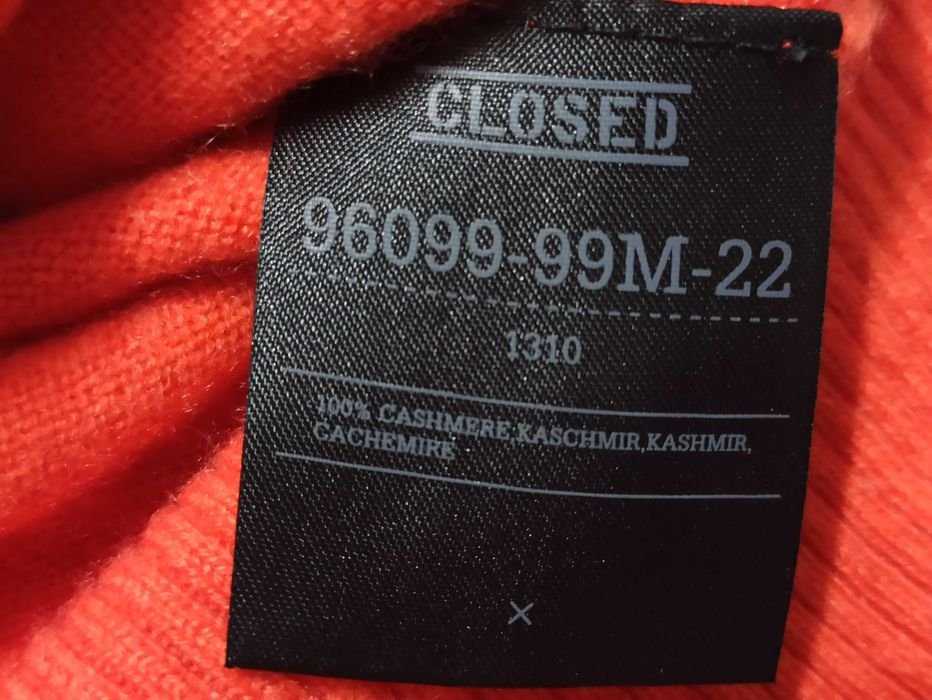 CLOSED
96099-99M-22
1310
100% CASHMERE,KASCHMIR,KASHMIR,
CACHEMIRE